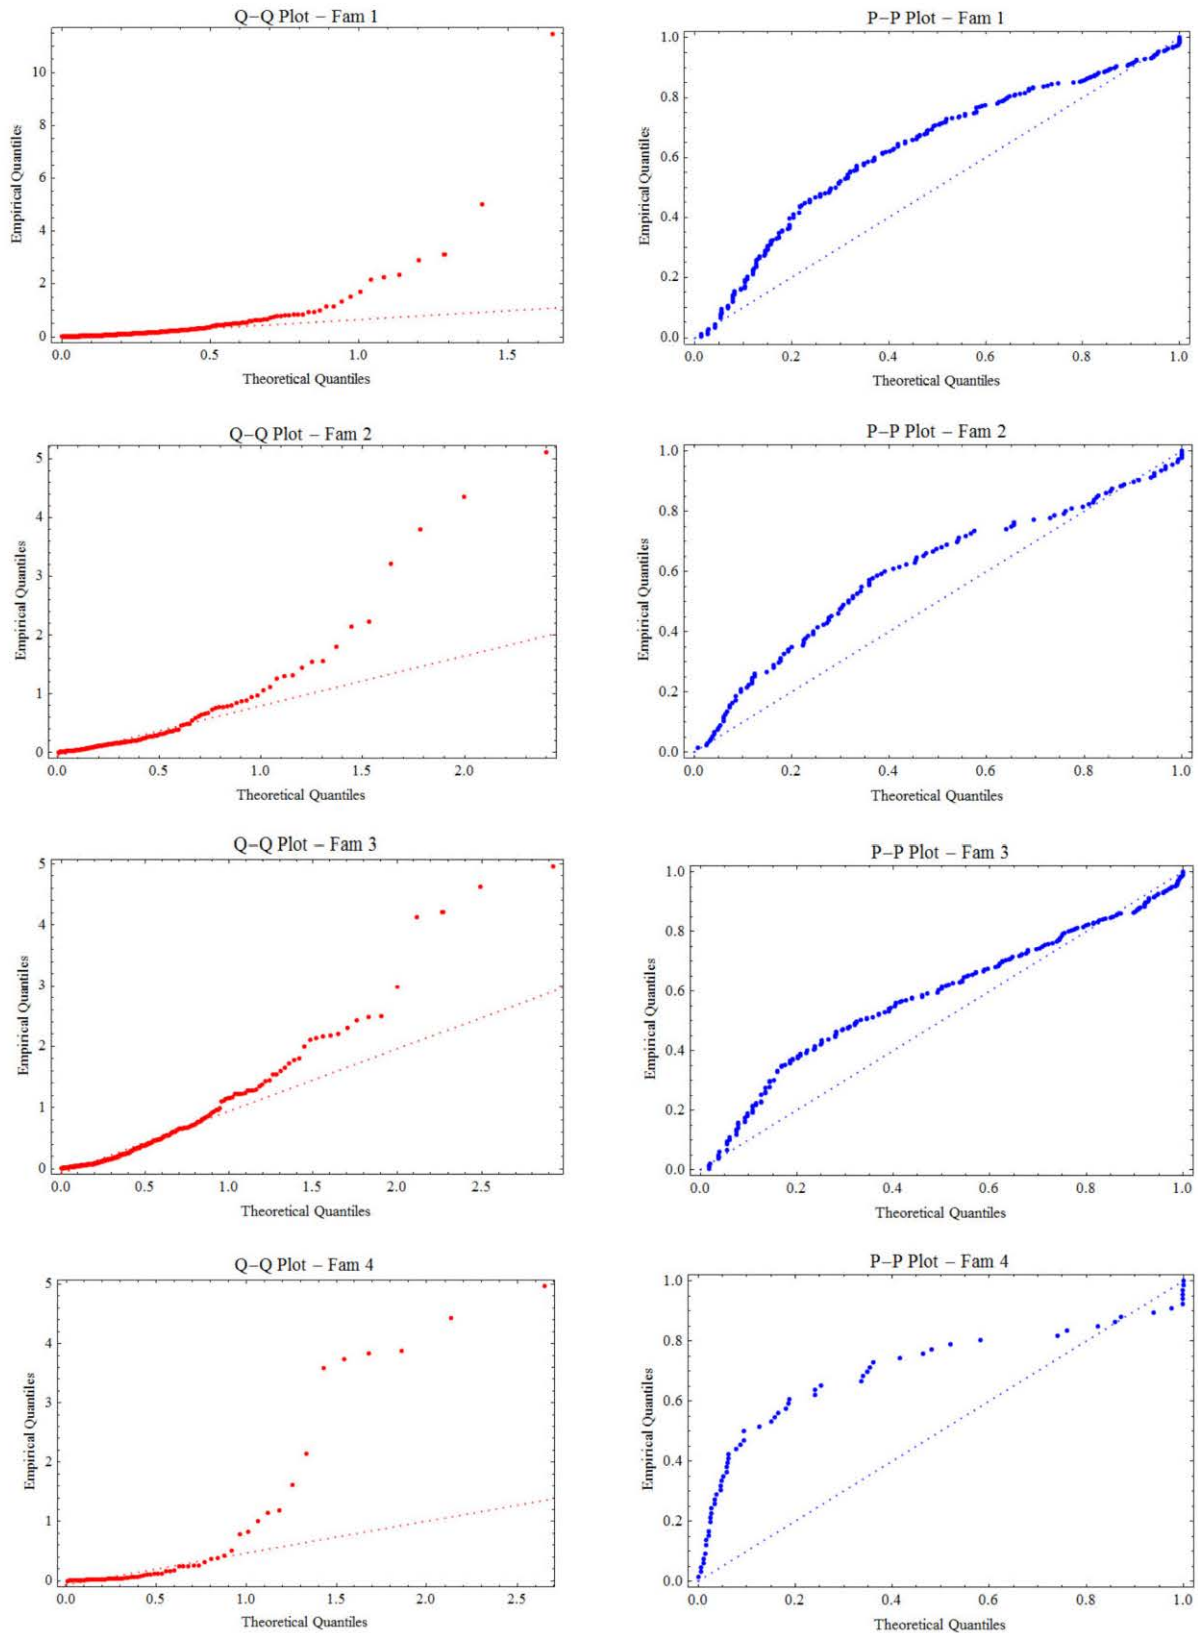 Q–Q Plot – Fam 1
Empirical Quantiles
10
8
6
4
2
0
0.0 0.5 1.0 1.5
Theoretical Quantiles
P–P Plot – Fam 1
Empirical Quantiles
1.0
0.8
0.6
0.4
0.2
0.0
0.0 0.2 0.4 0.6 0.8 1.0
Theoretical Quantiles
Q–Q Plot – Fam 2
Empirical Quantiles
5
4
3
2
1
0
0.0 0.5 1.0 1.5 2.0
Theoretical Quantiles
P–P Plot – Fam 2
Empirical Quantiles
1.0
0.8
0.6
0.4
0.2
0.0
0.0 0.2 0.4 0.6 0.8 1.0
Theoretical Quantiles
Q–Q Plot – Fam 3
Empirical Quantiles
5
4
3
2
1
0
0.0 0.5 1.0 1.5 2.0 2.5
Theoretical Quantiles
P–P Plot – Fam 3
Empirical Quantiles
1.0
0.8
0.6
0.4
0.2
0.0
0.0 0.2 0.4 0.6 0.8 1.0
Theoretical Quantiles
Q–Q Plot – Fam 4
Empirical Quantiles
5
4
3
2
1
0
0.0 0.5 1.0 1.5 2.0 2.5
Theoretical Quantiles
P–P Plot – Fam 4
Empirical Quantiles
1.0
0.8
0.6
0.4
0.2
0.0
0.0 0.2 0.4 0.6 0.8 1.0
Theoretical Quantiles